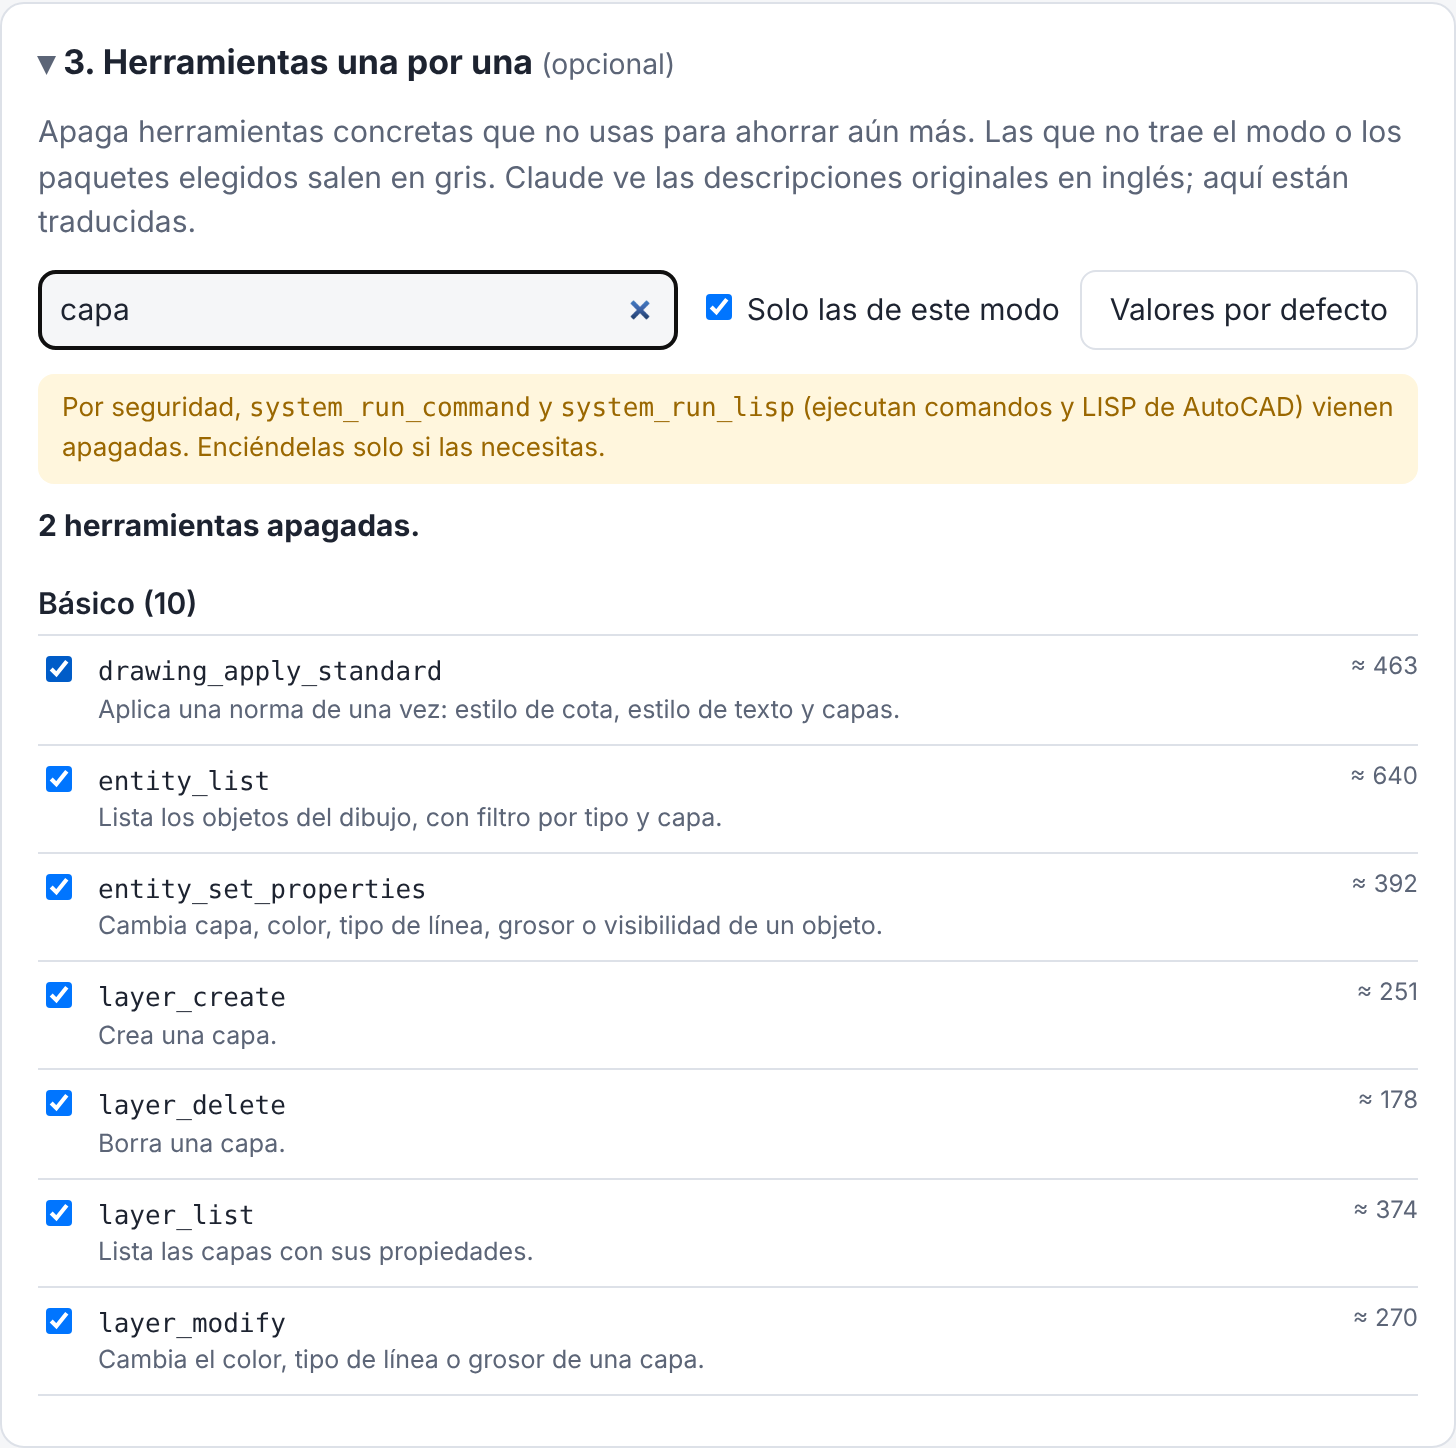 ▼ 3. Herramientas una por una (opcional)
Apaga herramientas concretas que no usas para ahorrar aún más. Las que no trae el modo o los
paquetes elegidos salen en gris. Claude ve las descripciones originales en inglés; aquí están
traducidas.
capa × Solo las de este modo Valores por defecto
Por seguridad, system_run_command y system_run_lisp (ejecutan comandos y LISP de AutoCAD) vienen
apagadas. Enciéndelas solo si las necesitas.
2 herramientas apagadas.
Básico (10)
drawing_apply_standard ≈ 463
Aplica una norma de una vez: estilo de cota, estilo de texto y capas.
entity_list ≈ 640
Lista los objetos del dibujo, con filtro por tipo y capa.
entity_set_properties ≈ 392
Cambia capa, color, tipo de línea, grosor o visibilidad de un objeto.
layer_create ≈ 251
Crea una capa.
layer_delete ≈ 178
Borra una capa.
layer_list ≈ 374
Lista las capas con sus propiedades.
layer_modify ≈ 270
Cambia el color, tipo de línea o grosor de una capa.